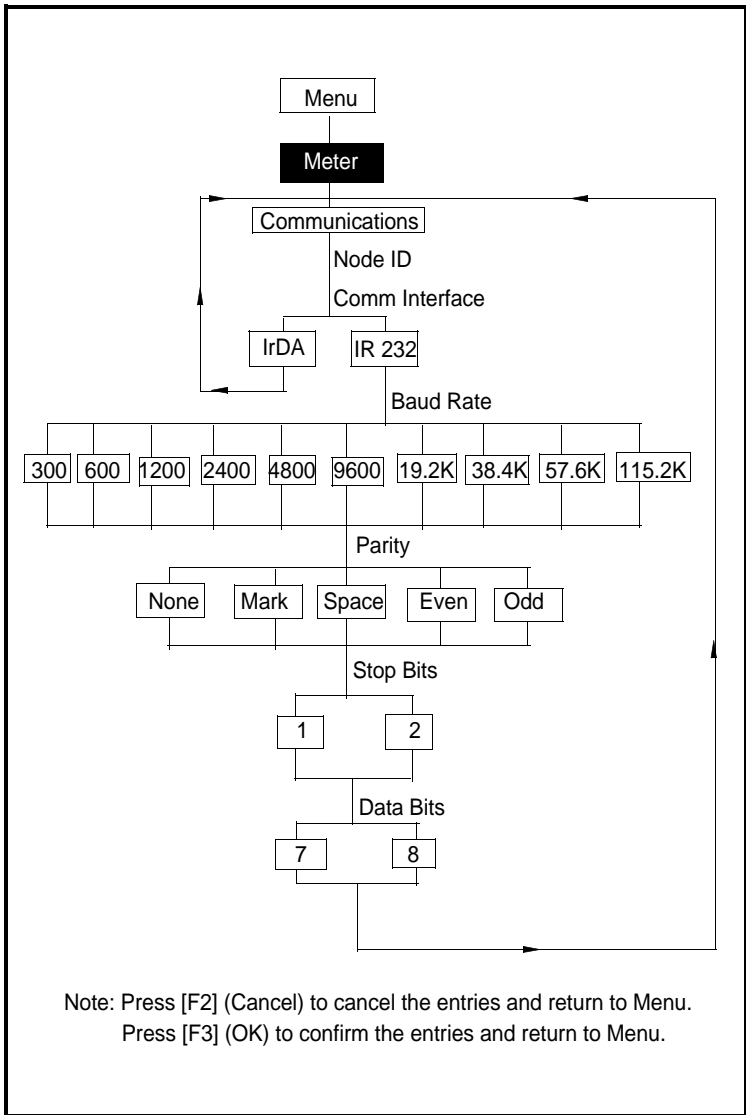 Menu
Meter
Communications
Node ID
Comm Interface
IrDA IR 232
Baud Rate
300 600 1200 2400 4800 9600 19.2K 38.4K 57.6K 115.2K
Parity
None Mark Space Even Odd
Stop Bits
1 2
Data Bits
7 8
Note: Press [F2] (Cancel) to cancel the entries and return to Menu.
Press [F3] (OK) to confirm the entries and return to Menu.